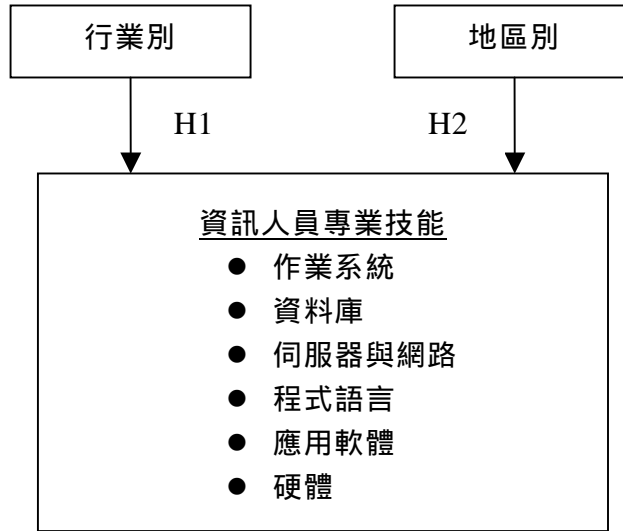 行業別
地區別
H1
H2
資訊人員專業技能
● 作業系統
● 資料庫
● 伺服器與網路
● 程式語言
● 應用軟體
● 硬體